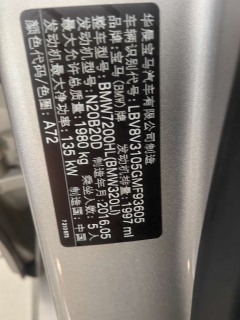 华晨宝马汽车有限公司制造
车辆识别代号: LBV8V3105GMF93605
品牌: 宝马(BMW)牌
型号: BMW7200HL(BMW320Li)
发动机型号: N20B20D 制造年月: 2016.05
发动机排量: 1997 ml
最大允许总质量: 1980 kg 乘坐人数: 5人
发动机最大净功率: 135 kW
颜色代码: A72
制造国: 中国